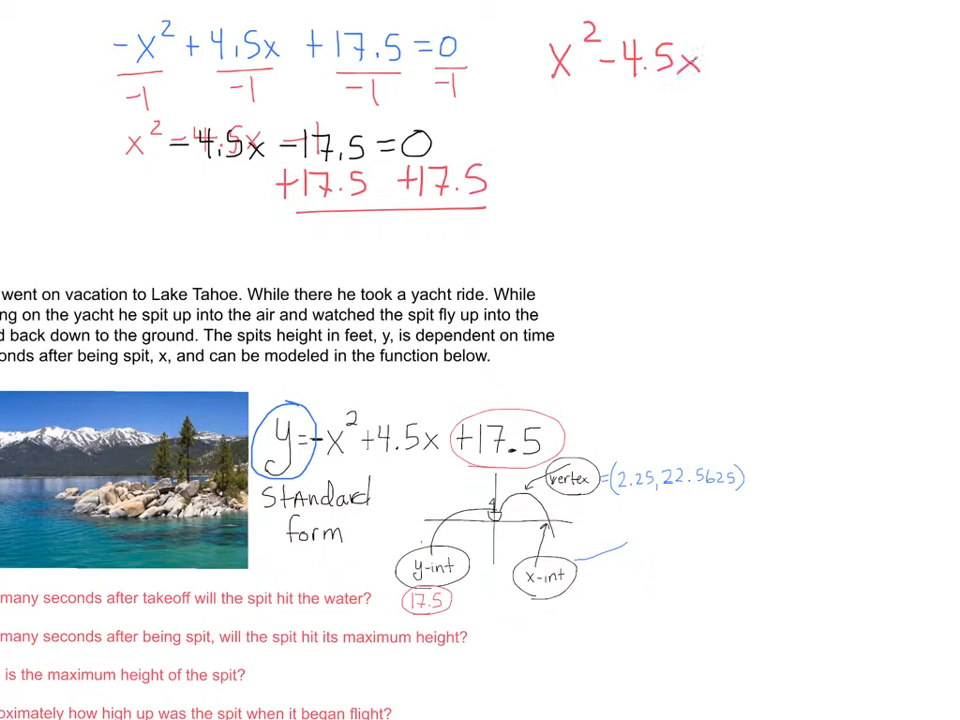 -x² + 4.5x + 17.5 = 0
-1 -1 -1 -1
x² - 4.5x
x² - 4.5x - 17.5 = 0
+17.5 +17.5
went on vacation to Lake Tahoe. While there he took a yacht ride. While
ng on the yacht he spit up into the air and watched the spit fly up into the
d back down to the ground. The spits height in feet, y, is dependent on time
onds after being spit, x, and can be modeled in the function below.
y = -x² + 4.5x + 17.5
Standard
form
vertex = (2.25, 22.5625)
y-int
x-int
17.5
many seconds after takeoff will the spit hit the water?
many seconds after being spit, will the spit hit its maximum height?
is the maximum height of the spit?
oximately how high up was the spit when it began flight?